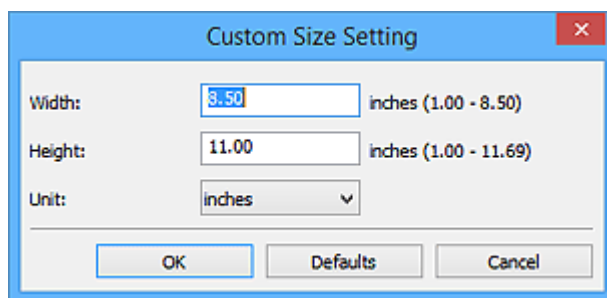 Custom Size Setting
Width: 8.50 inches (1.00 - 8.50)
Height: 11.00 inches (1.00 - 11.69)
Unit: inches
OK Defaults Cancel